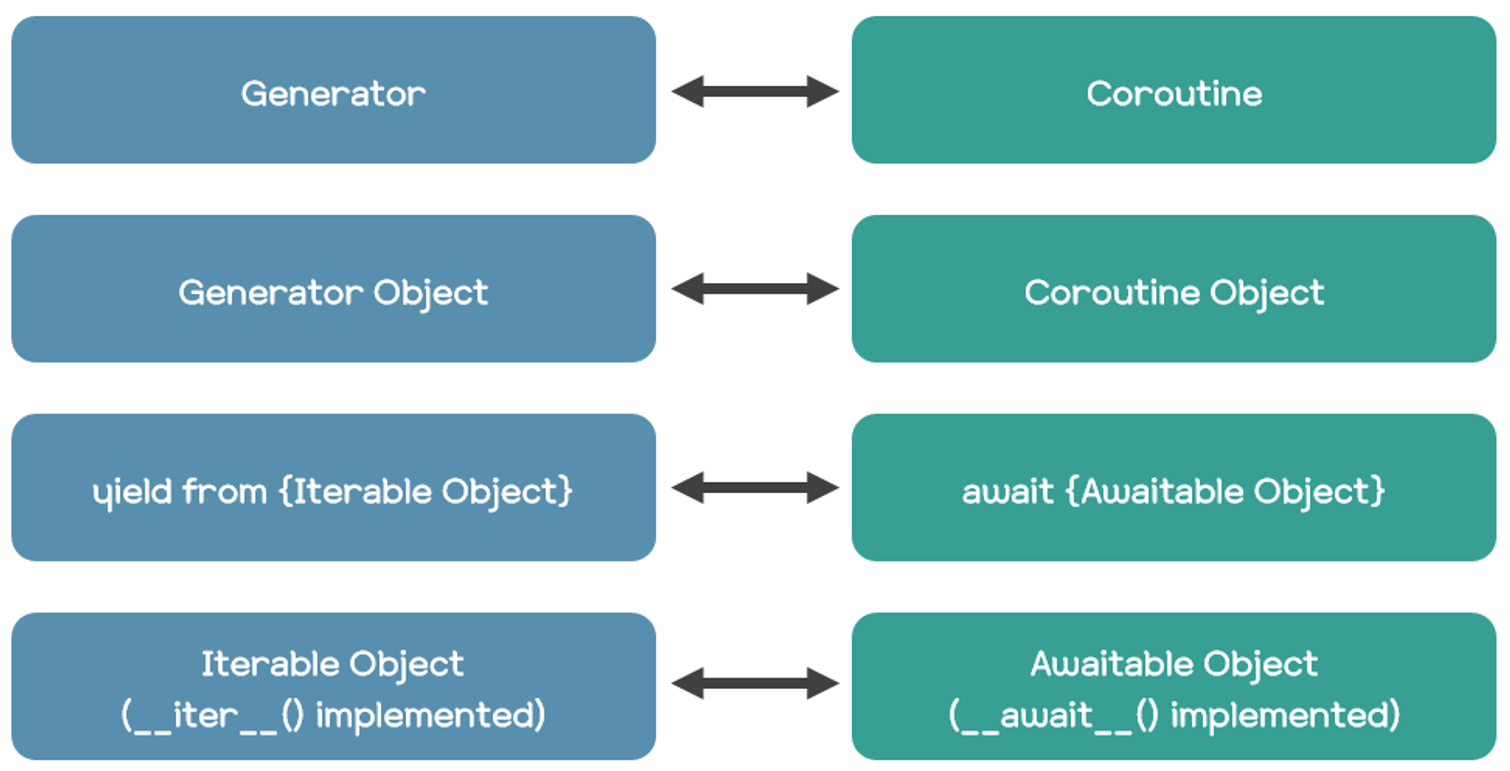 Generator
Coroutine
Generator Object
Coroutine Object
yield from {Iterable Object}
await {Awaitable Object}
Iterable Object
(__iter__() implemented)
Awaitable Object
(__await__() implemented)